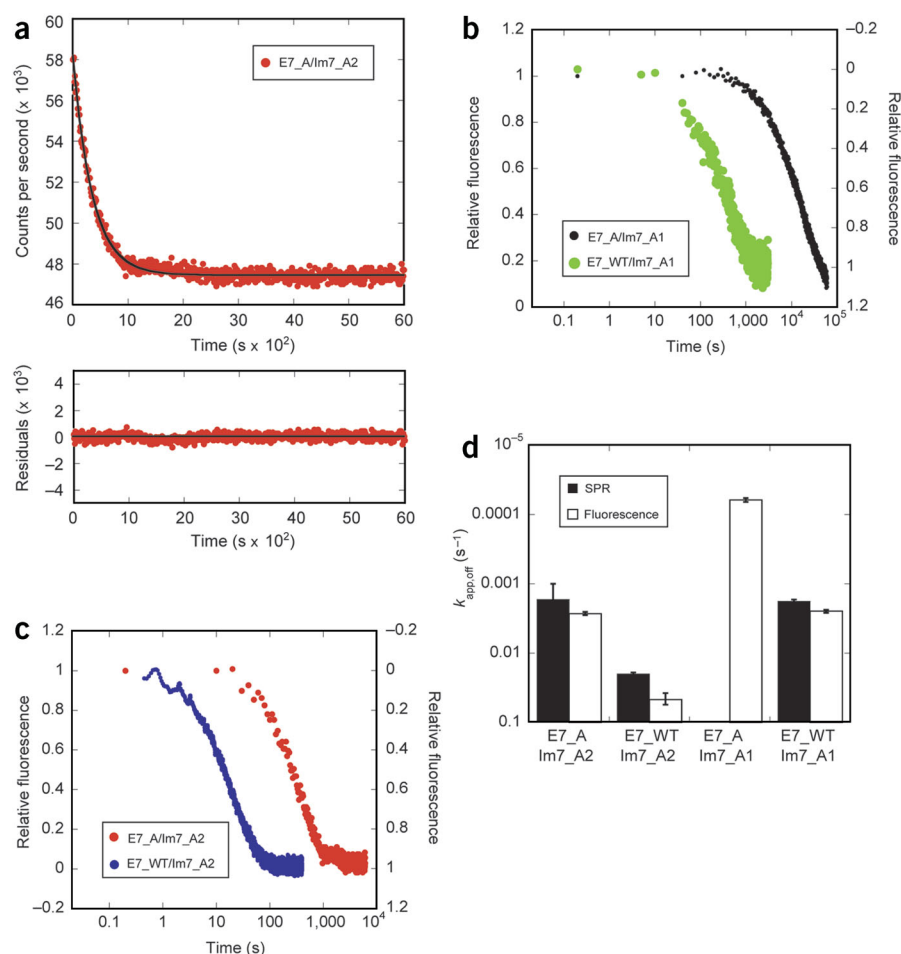 a
60
58
56
54
52
50
48
46
Counts per second (× 10³)
E7_A/Im7_A2
0 10 20 30 40 50 60
Time (s × 10²)
4
2
0
–2
–4
Residuals (× 10³)
0 10 20 30 40 50 60
Time (s × 10²)
b
1.2
1
0.8
0.6
0.4
0.2
0
Relative fluorescence
E7_A/Im7_A1
E7_WT/Im7_A1
–0.2
0
0.2
0.4
0.6
0.8
1.0
1.2
Relative fluorescence
0.1 1 10 100 1,000 10⁴ 10⁵
Time (s)
c
1.2
1
0.8
0.6
0.4
0.2
0
–0.2
Relative fluorescence
E7_A/Im7_A2
E7_WT/Im7_A2
–0.2
0
0.2
0.4
0.6
0.8
1
1.2
Relative fluorescence
0.1 1 10 100 1,000 10⁴
Time (s)
d
10⁻⁵
0.0001
0.001
0.01
0.1
k app,off (s⁻¹)
SPR
Fluorescence
E7_A E7_WT E7_A E7_WT
Im7_A2 Im7_A2 Im7_A1 Im7_A1